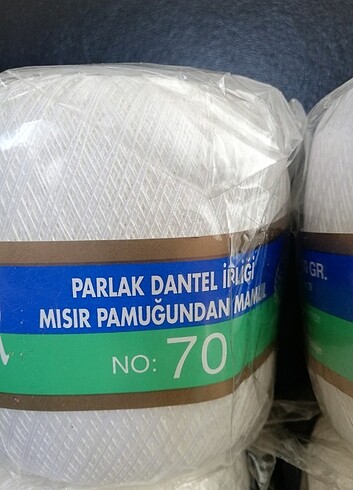 PARLAK DANTEL İPLİĞİ
MISIR PAMUĞUNDAN MAMUL
NO: 70
GR.